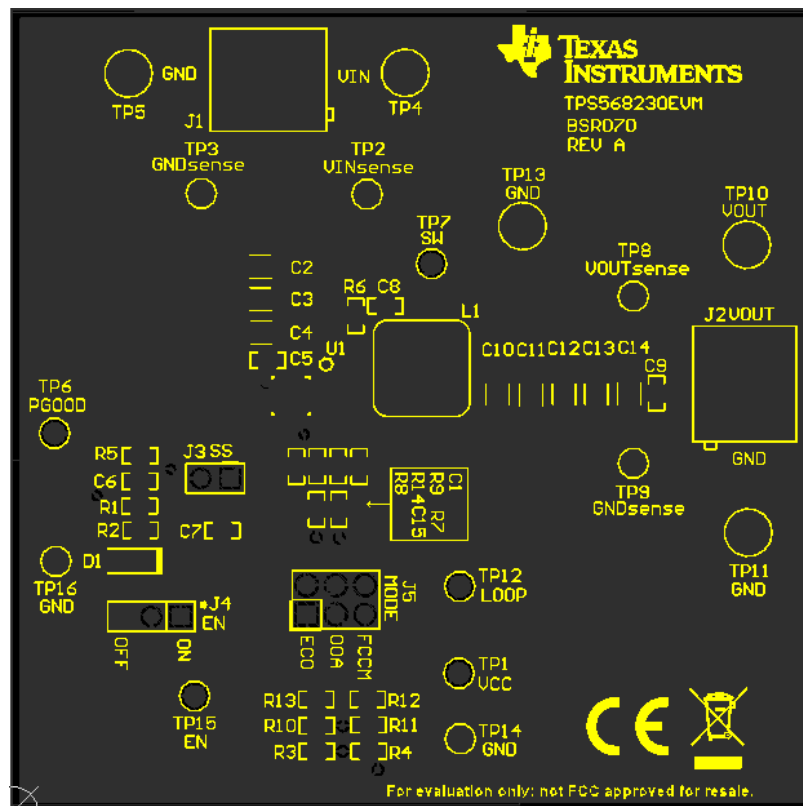 TEXAS
INSTRUMENTS
TPS568230EVM
BSR070
REV A
GND
VIN
TP5
TP4
J1
TP3
GNDsense
TP2
VINsense
TP13
GND
TP10
VOUT
TP7
SW
TP8
VOUTsense
C2
C3
C4
C5
R6
C8
U1
L1
J2VOUT
C10
C11
C12
C13
C14
C9
TP6
PGOOD
GND
R5
C6
R1
R2
J3
SS
C7
C1
R9 R7
R14C15
R8
TP9
GNDsense
TP11
GND
TP16
GND
D1
*J4
EN
OFF
ON
J5
MODE
ECO
OOA
FCCM
TP12
LOOP
TP1
VCC
TP15
EN
R13
R12
R10
R11
R3
R4
TP14
GND
CE
For evaluation only; not FCC approved for resale.